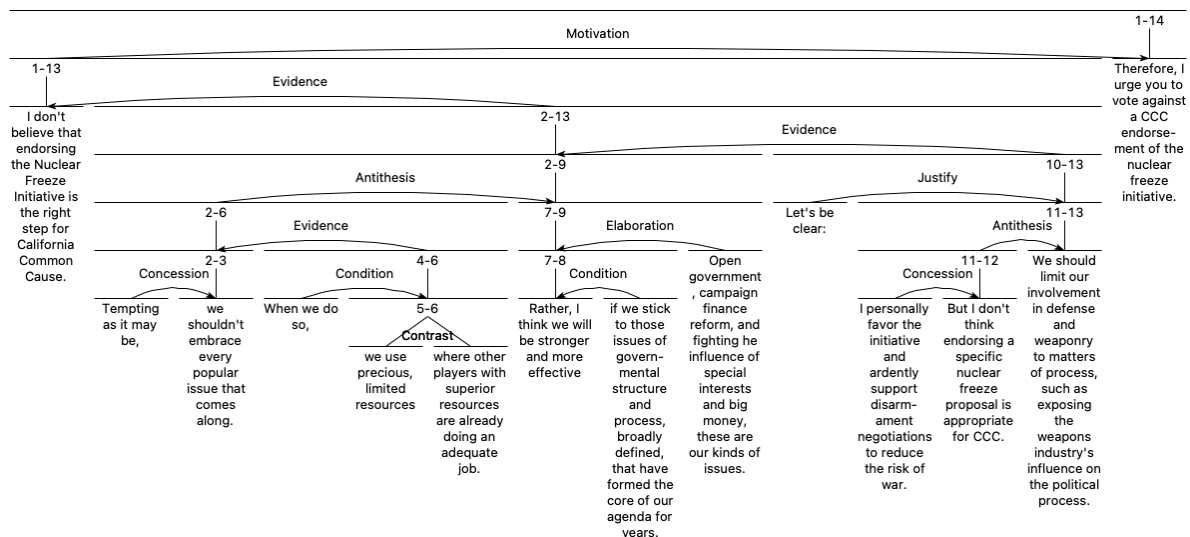 1-14
Motivation
1-13
Therefore, I
urge you to
vote against
a CCC
endorse-
ment of the
nuclear
freeze
initiative.
Evidence
I don't
believe that
endorsing
the Nuclear
Freeze
Initiative is
the right
step for
California
Common
Cause.
2-13
Evidence
2-9
10-13
Antithesis
Justify
2-6
7-9
Let's be
clear:
11-13
Evidence
Elaboration
Antithesis
2-3
4-6
7-8
Open
government
, campaign
finance
reform, and
fighting he
influence of
special
interests
and big
money,
these are
our kinds of
issues.
11-12
We should
limit our
involvement
in defense
and
weaponry
to matters
of process,
such as
exposing
the
weapons
industry's
influence on
the political
process.
Concession
Condition
Condition
Concession
Tempting
as it may
be,
we
shouldn't
embrace
every
popular
issue that
comes
along.
When we do
so,
5-6
Contrast
we use
precious,
limited
resources
where other
players with
superior
resources
are already
doing an
adequate
job.
Rather, I
think we will
be stronger
and more
effective
if we stick
to those
issues of
govern-
mental
structure
and
process,
broadly
defined,
that have
formed the
core of our
agenda for
years.
I personally
favor the
initiative
and
ardently
support
disarm-
ament
negotiations
to reduce
the risk of
war.
But I don't
think
endorsing a
specific
nuclear
freeze
proposal is
appropriate
for CCC.